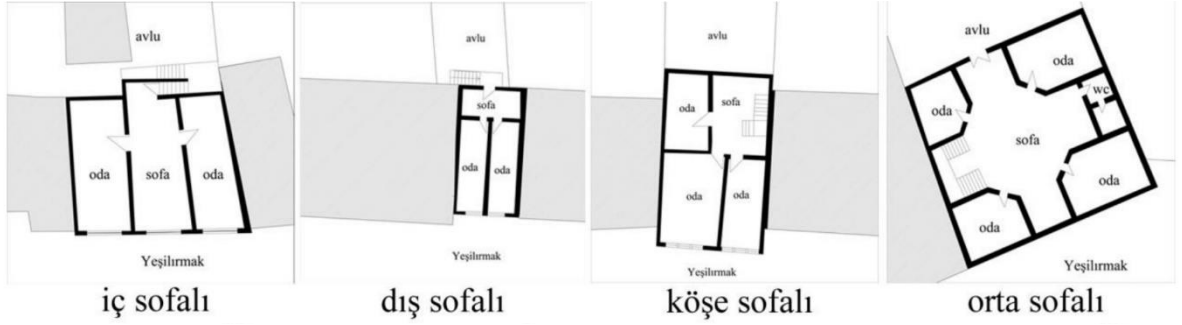 avlu
oda
sofa
oda
Yeşilırmak
iç sofalı
avlu
sofa
oda
oda
Yeşilırmak
dış sofalı
avlu
oda
sofa
oda
oda
Yeşilırmak
köşe sofalı
avlu
oda
oda
wc
sofa
oda
oda
Yeşilırmak
orta sofalı